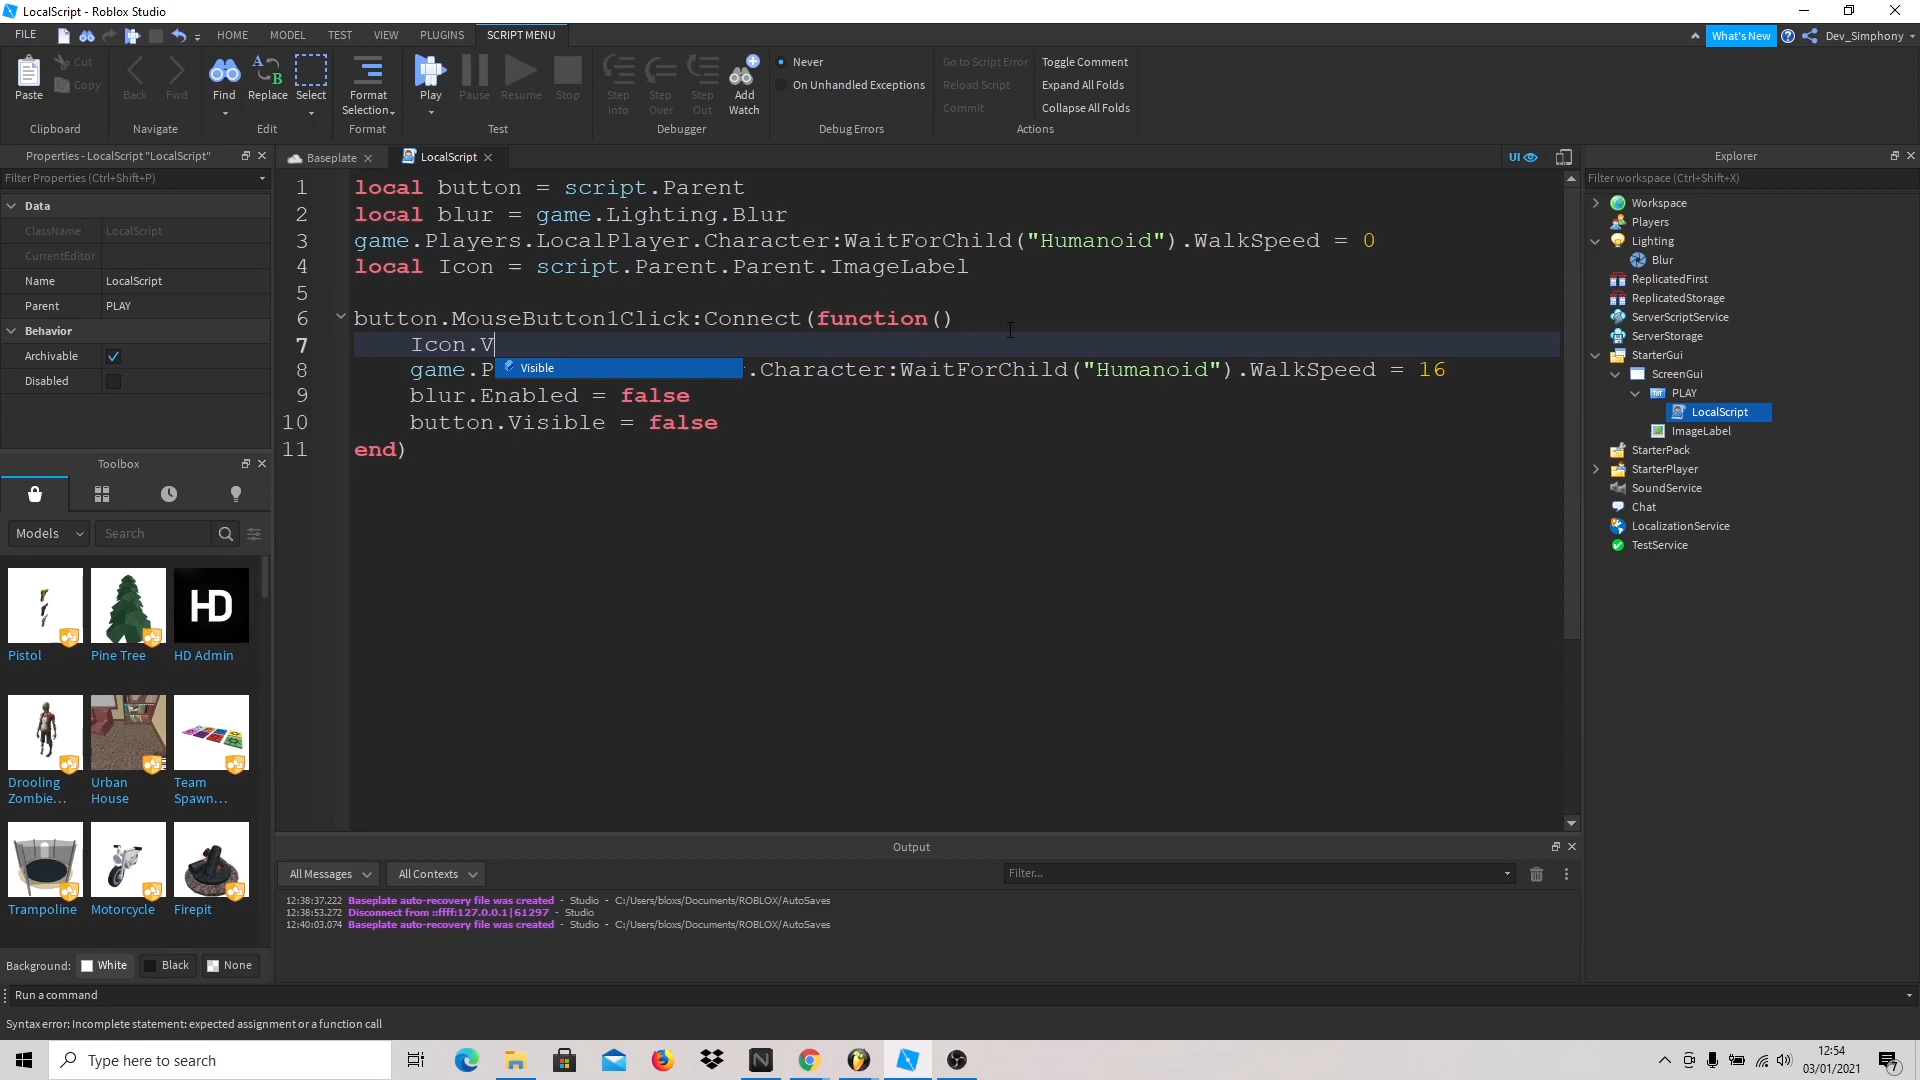 LocalScript - Roblox Studio
FILE HOME MODEL TEST VIEW PLUGINS SCRIPT MENU What's New Dev_Simphony
Paste Cut Copy
Back Fwd
Find Replace Select
Format Selection
Play Pause Resume Stop
Step Into Step Over Step Out Add Watch
Never
On Unhandled Exceptions
Go to Script Error
Reload Script
Commit
Toggle Comment
Expand All Folds
Collapse All Folds
Clipboard Navigate Edit Format Test Debugger Debug Errors Actions
Properties - LocalScript "LocalScript"
Filter Properties (Ctrl+Shift+P)
Data
ClassName LocalScript
CurrentEditor
Name LocalScript
Parent PLAY
Behavior
Archivable
Disabled
Toolbox
Models Search
Pistol Pine Tree HD HD Admin
Drooling Zombie... Urban House Team Spawn...
Trampoline Motorcycle Firepit
Background: White Black None
Baseplate LocalScript UI
1 local button = script.Parent
2 local blur = game.Lighting.Blur
3 game.Players.LocalPlayer.Character:WaitForChild("Humanoid").WalkSpeed = 0
4 local Icon = script.Parent.Parent.ImageLabel
5
6 button.MouseButton1Click:Connect(function()
7 Icon.V
Visible
8 game.P .Character:WaitForChild("Humanoid").WalkSpeed = 16
9 blur.Enabled = false
10 button.Visible = false
11 end)
Output
All Messages All Contexts Filter...
12:38:37.222 Baseplate auto-recovery file was created - Studio - C:/Users/bloxs/Documents/ROBLOX/AutoSaves
12:38:53.272 Disconnect from ::ffff:127.0.0.1|61297 - Studio
12:40:03.074 Baseplate auto-recovery file was created - Studio - C:/Users/bloxs/Documents/ROBLOX/AutoSaves
Explorer
Filter workspace (Ctrl+Shift+X)
Workspace
Players
Lighting
Blur
ReplicatedFirst
ReplicatedStorage
ServerScriptService
ServerStorage
StarterGui
ScreenGui
TXT PLAY
LocalScript
ImageLabel
StarterPack
StarterPlayer
SoundService
Chat
LocalizationService
TestService
Run a command
Syntax error: Incomplete statement: expected assignment or a function call
Type here to search
12:54
03/01/2021
7